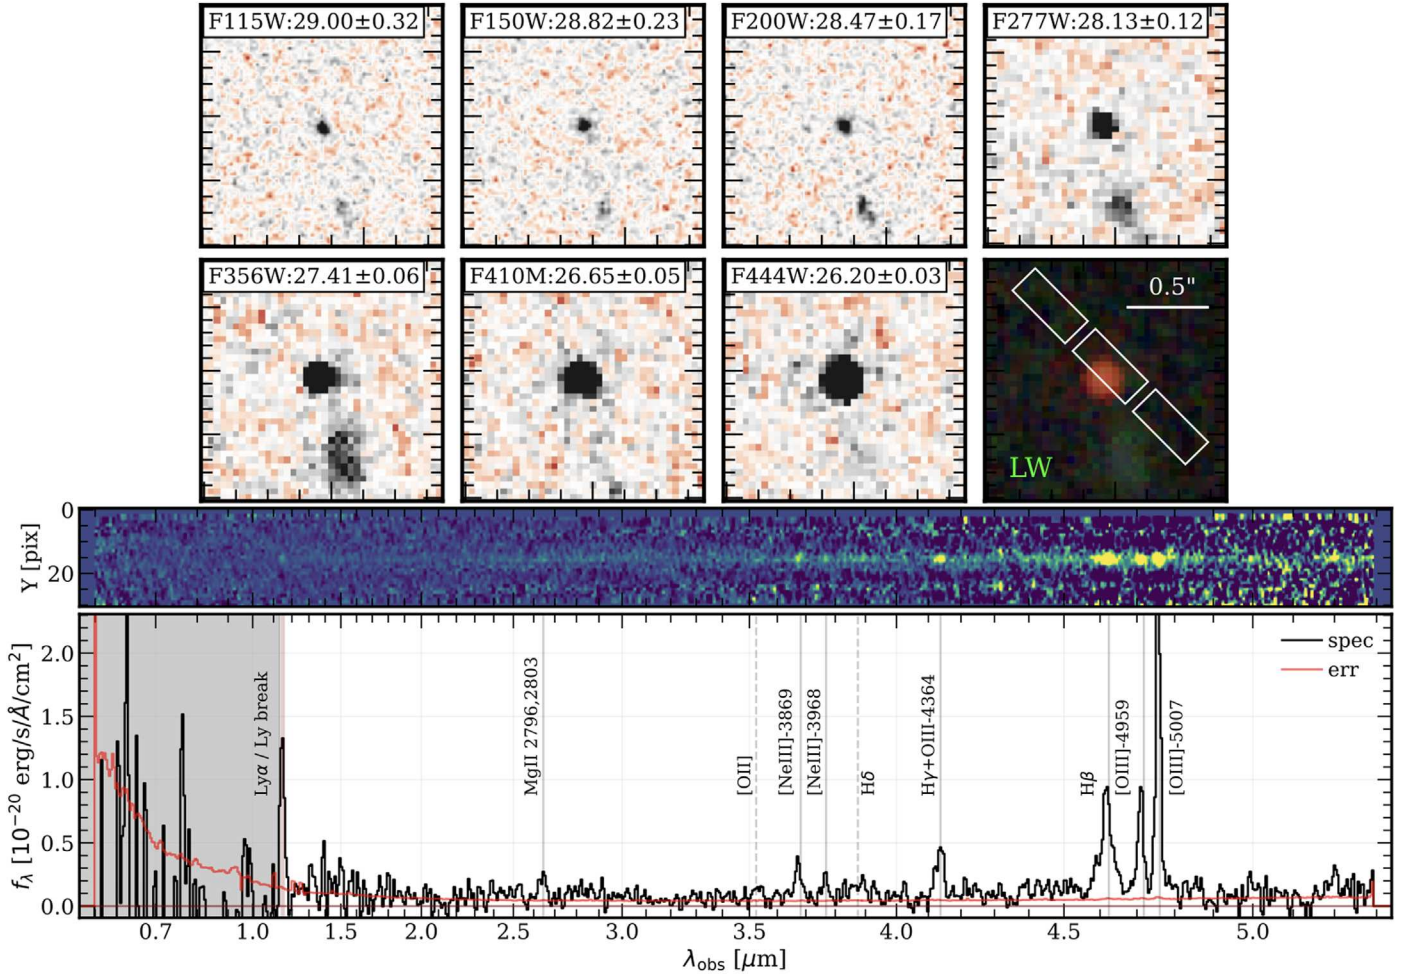 F115W:29.00±0.32
F150W:28.82±0.23
F200W:28.47±0.17
F277W:28.13±0.12
F356W:27.41±0.06
F410M:26.65±0.05
F444W:26.20±0.03
0.5"
LW
Y [pix]
0
20
fλ [10⁻²⁰ erg/s/Å/cm²]
2.0
1.5
1.0
0.5
0.0
Lyα / Ly break
MgII 2796,2803
[OII]
[NeIII]-3869
[NeIII]-3968
Hδ
Hγ+OIII-4364
Hβ
[OIII]-4959
[OIII]-5007
spec
err
0.7 1.0 1.5 2.0 2.5 3.0 3.5 4.0 4.5 5.0
λobs [μm]